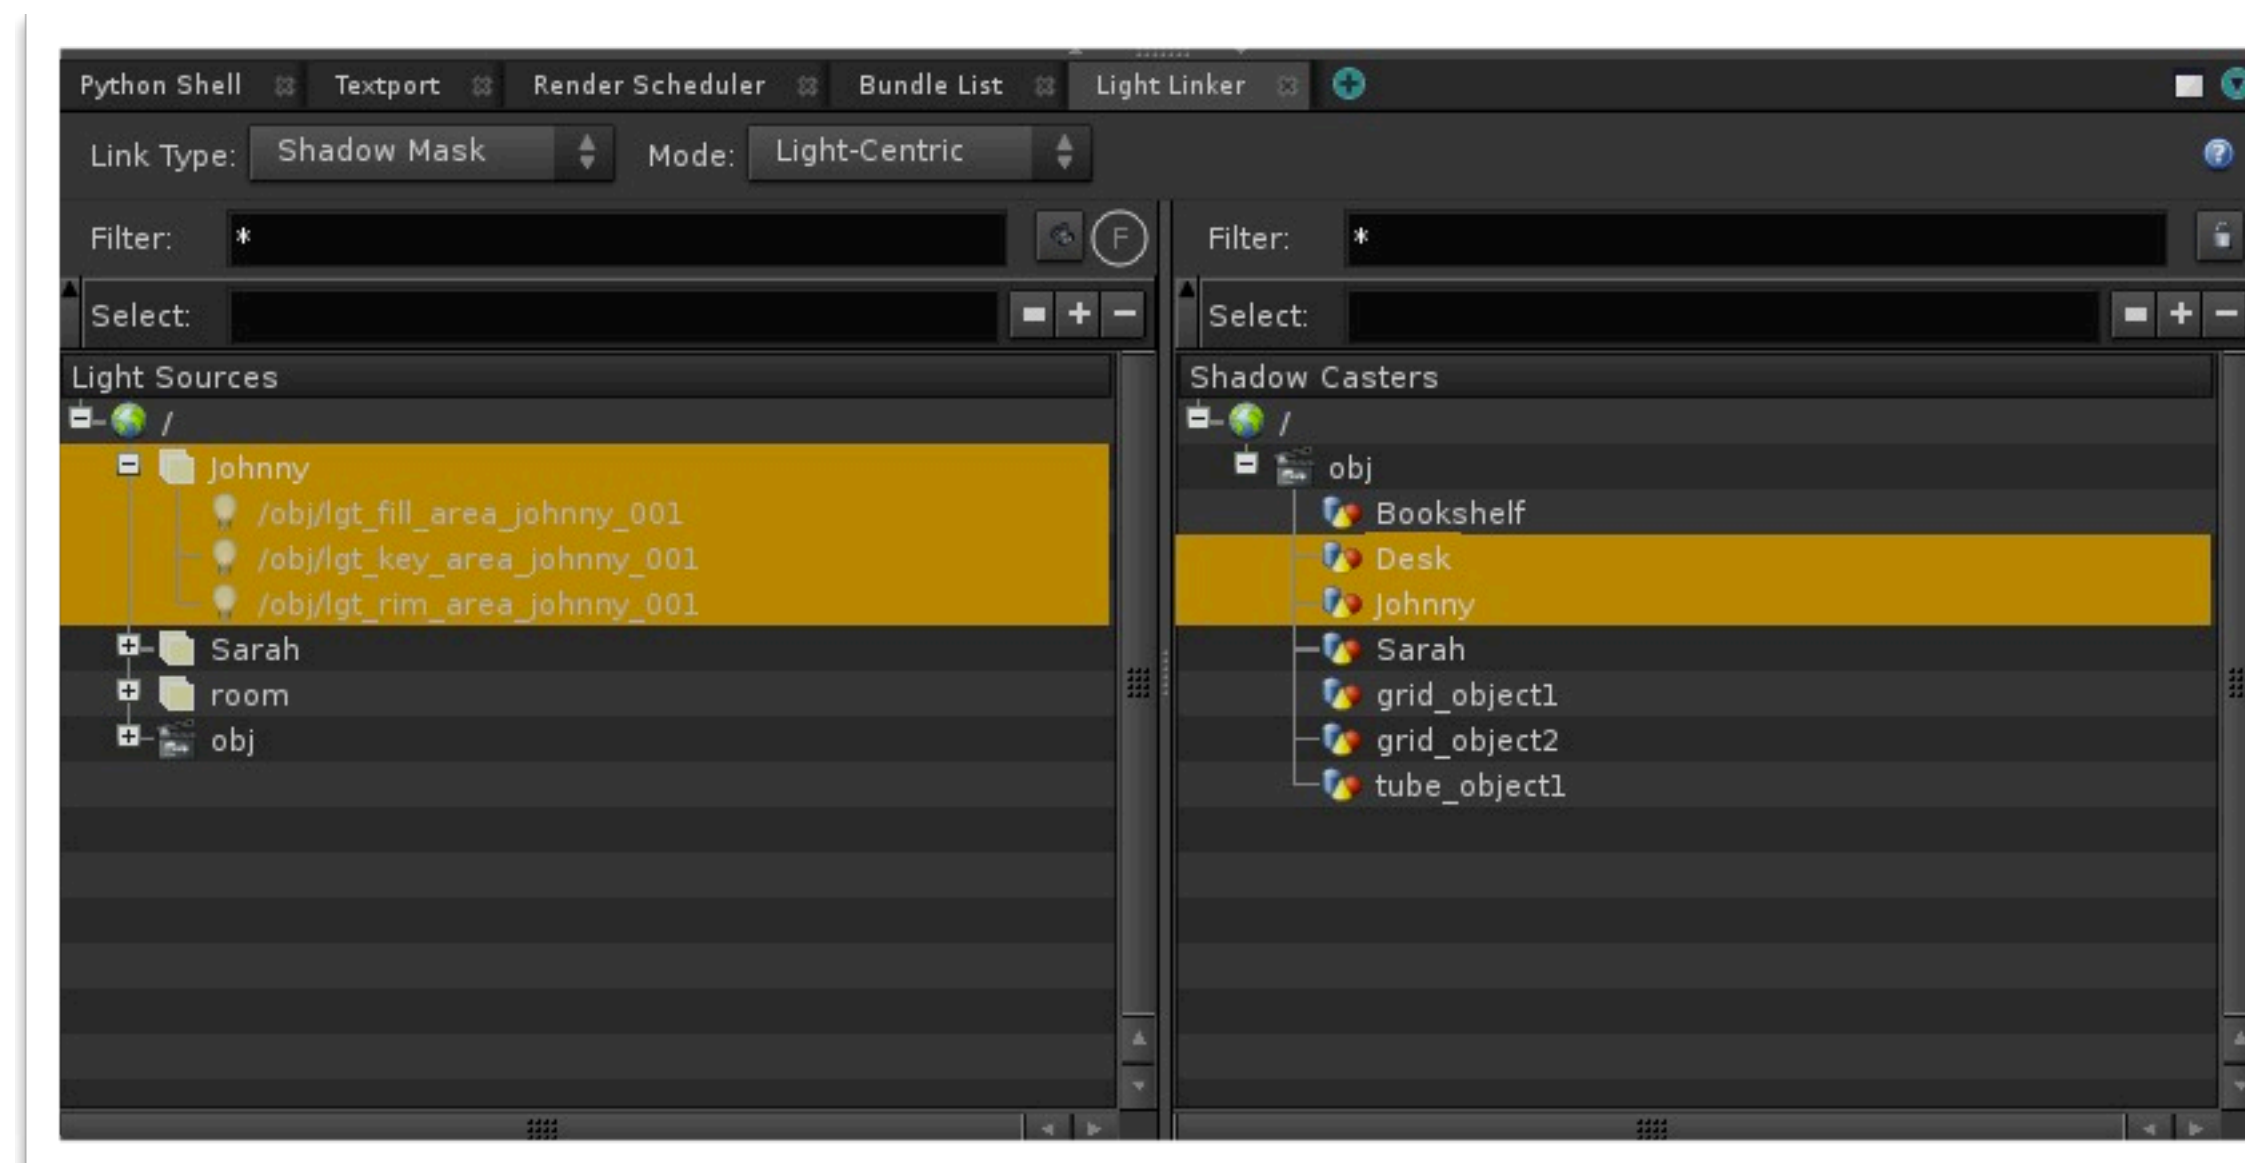 Python Shell Textport Render Scheduler Bundle List Light Linker
Link Type: Shadow Mask Mode: Light-Centric ?
Filter: * F
Select:
Light Sources
/
Johnny
/obj/lgt_fill_area_johnny_001
/obj/lgt_key_area_johnny_001
/obj/lgt_rim_area_johnny_001
Sarah
room
obj
Filter: *
Select:
Shadow Casters
/
obj
Bookshelf
Desk
Johnny
Sarah
grid_object1
grid_object2
tube_object1